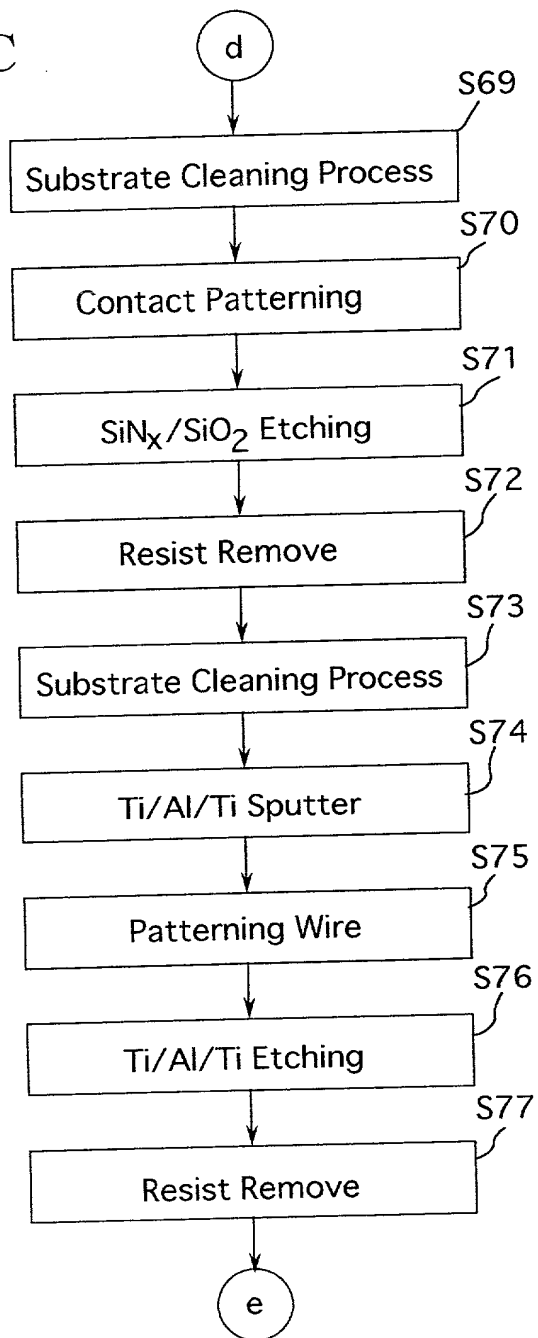 C
d
S69
Substrate Cleaning Process
S70
Contact Patterning
S71
SiNx/SiO2 Etching
S72
Resist Remove
S73
Substrate Cleaning Process
S74
Ti/Al/Ti Sputter
S75
Patterning Wire
S76
Ti/Al/Ti Etching
S77
Resist Remove
e